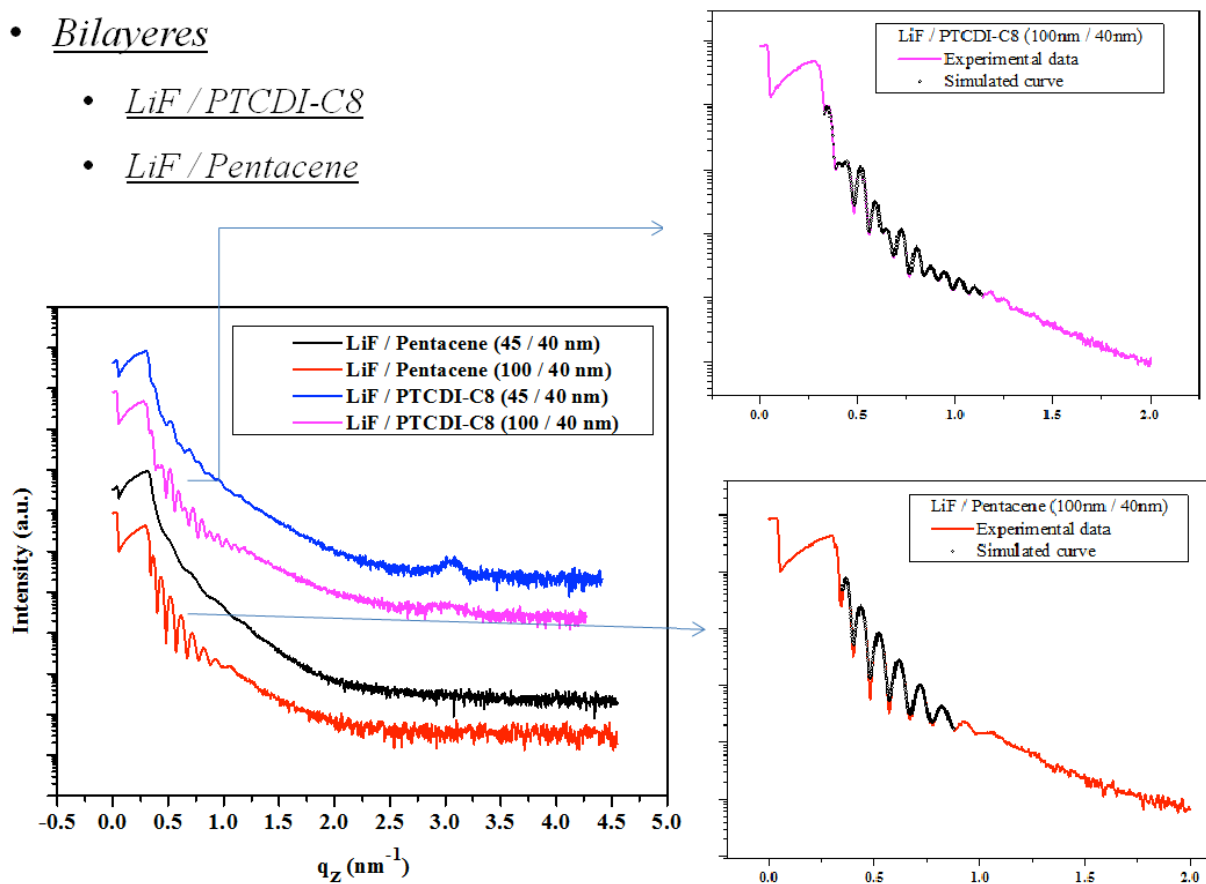 • Bilayeres
• LiF / PTCDI-C8
• LiF / Pentacene
LiF / PTCDI-C8 (100nm / 40nm)
Experimental data
Simulated curve
0.0 0.5 1.0 1.5 2.0
LiF / Pentacene (45 / 40 nm)
LiF / Pentacene (100 / 40 nm)
LiF / PTCDI-C8 (45 / 40 nm)
LiF / PTCDI-C8 (100 / 40 nm)
Intensity (a.u.)
-0.5 0.0 0.5 1.0 1.5 2.0 2.5 3.0 3.5 4.0 4.5 5.0
qZ (nm-1)
LiF / Pentacene (100nm / 40nm)
Experimental data
Simulated curve
0.0 0.5 1.0 1.5 2.0